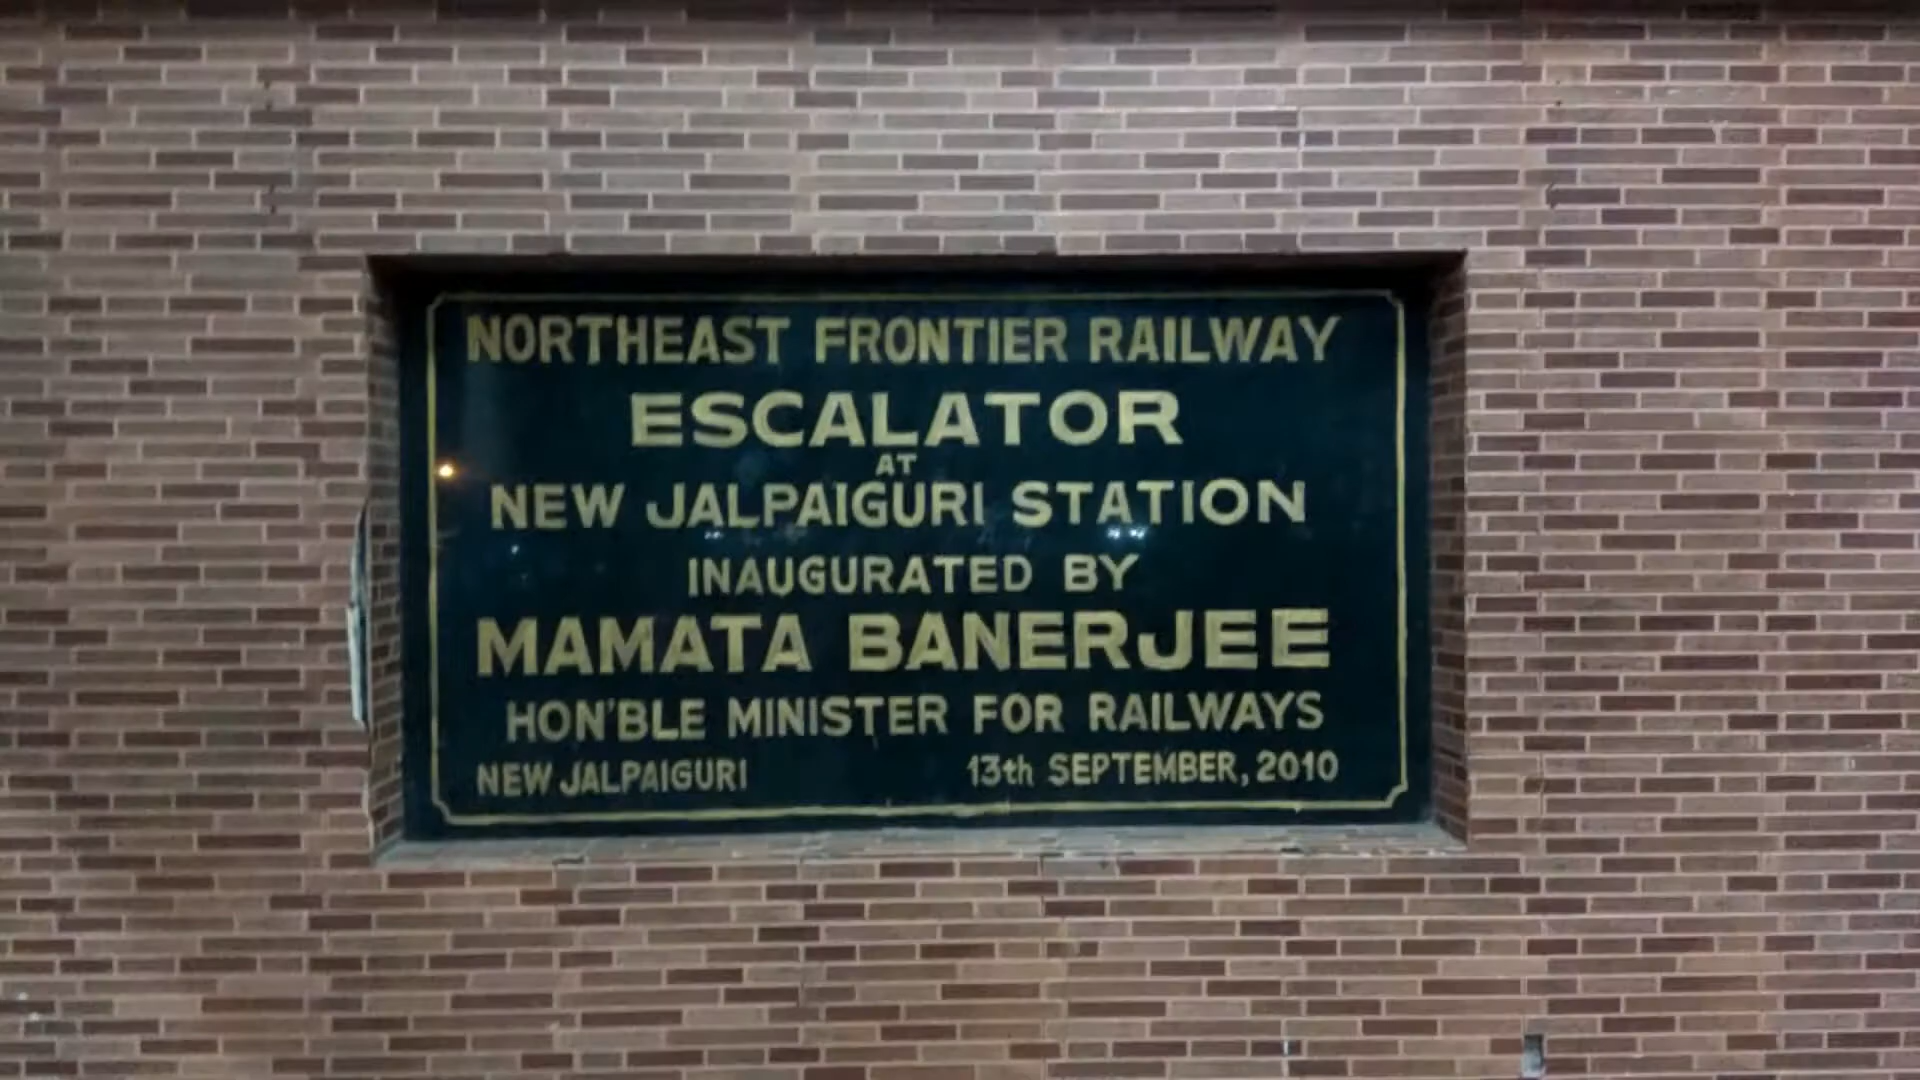 NORTHEAST FRONTIER RAILWAY
ESCALATOR
AT
NEW JALPAIGURI STATION
INAUGURATED BY
MAMATA BANERJEE
HON'BLE MINISTER FOR RAILWAYS
NEW JALPAIGURI 13th SEPTEMBER, 2010